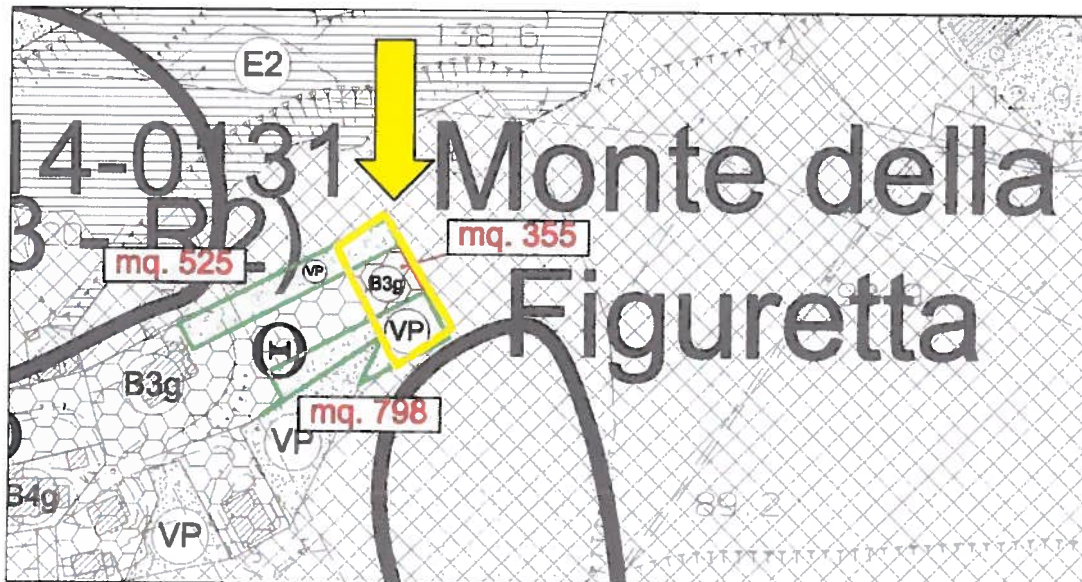 138.6
E2
14-0131 Monte della
3 - R2)
mq. 355
mq. 525
VP
B3g
Figuretta
VP
B3g
mq. 798
VP
B4g
VP
89.2